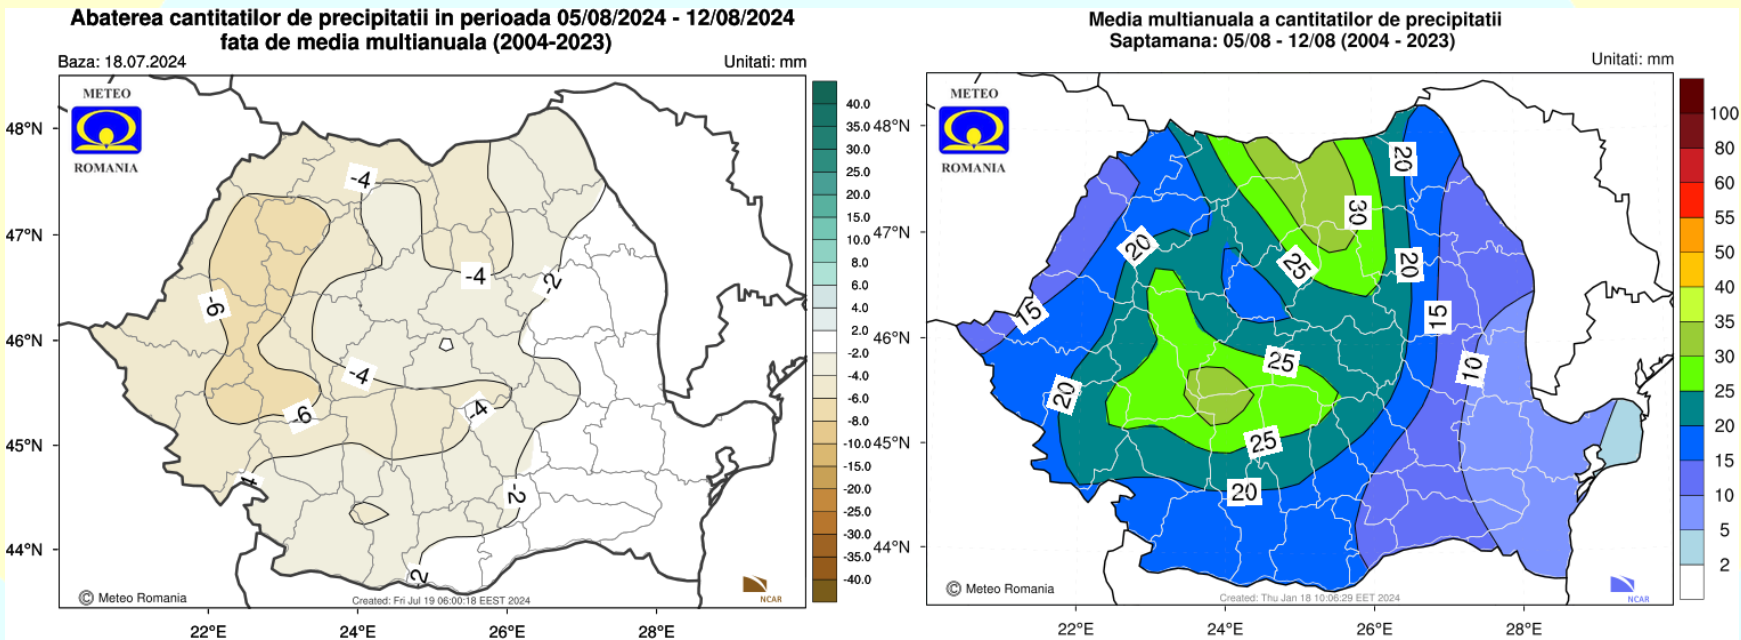 Abaterea cantitatilor de precipitatii in perioada 05/08/2024 - 12/08/2024
fata de media multianuala (2004-2023)
Baza: 18.07.2024
Unitati: mm
METEO
ROMANIA
48°N
47°N
46°N
45°N
44°N
22°E
24°E
26°E
28°E
-4
-4
-2
-6
-4
-6
-4
-2
-2
40.0
35.0
30.0
25.0
20.0
15.0
10.0
8.0
6.0
4.0
2.0
-2.0
-4.0
-6.0
-8.0
-10.0
-15.0
-20.0
-25.0
-30.0
-35.0
-40.0
© Meteo Romania
Created: Fri Jul 19 06:00:18 EEST 2024
NCAR
Media multianuala a cantitatilor de precipitatii
Saptamana: 05/08 - 12/08 (2004 - 2023)
Unitati: mm
METEO
ROMANIA
48°N
47°N
46°N
45°N
44°N
22°E
24°E
26°E
28°E
20
30
20
25
20
15
15
25
10
20
25
20
100
80
60
55
50
40
35
30
25
20
15
10
5
2
© Meteo Romania
Created: Thu Jan 18 10:06:29 EET 2024
NCAR